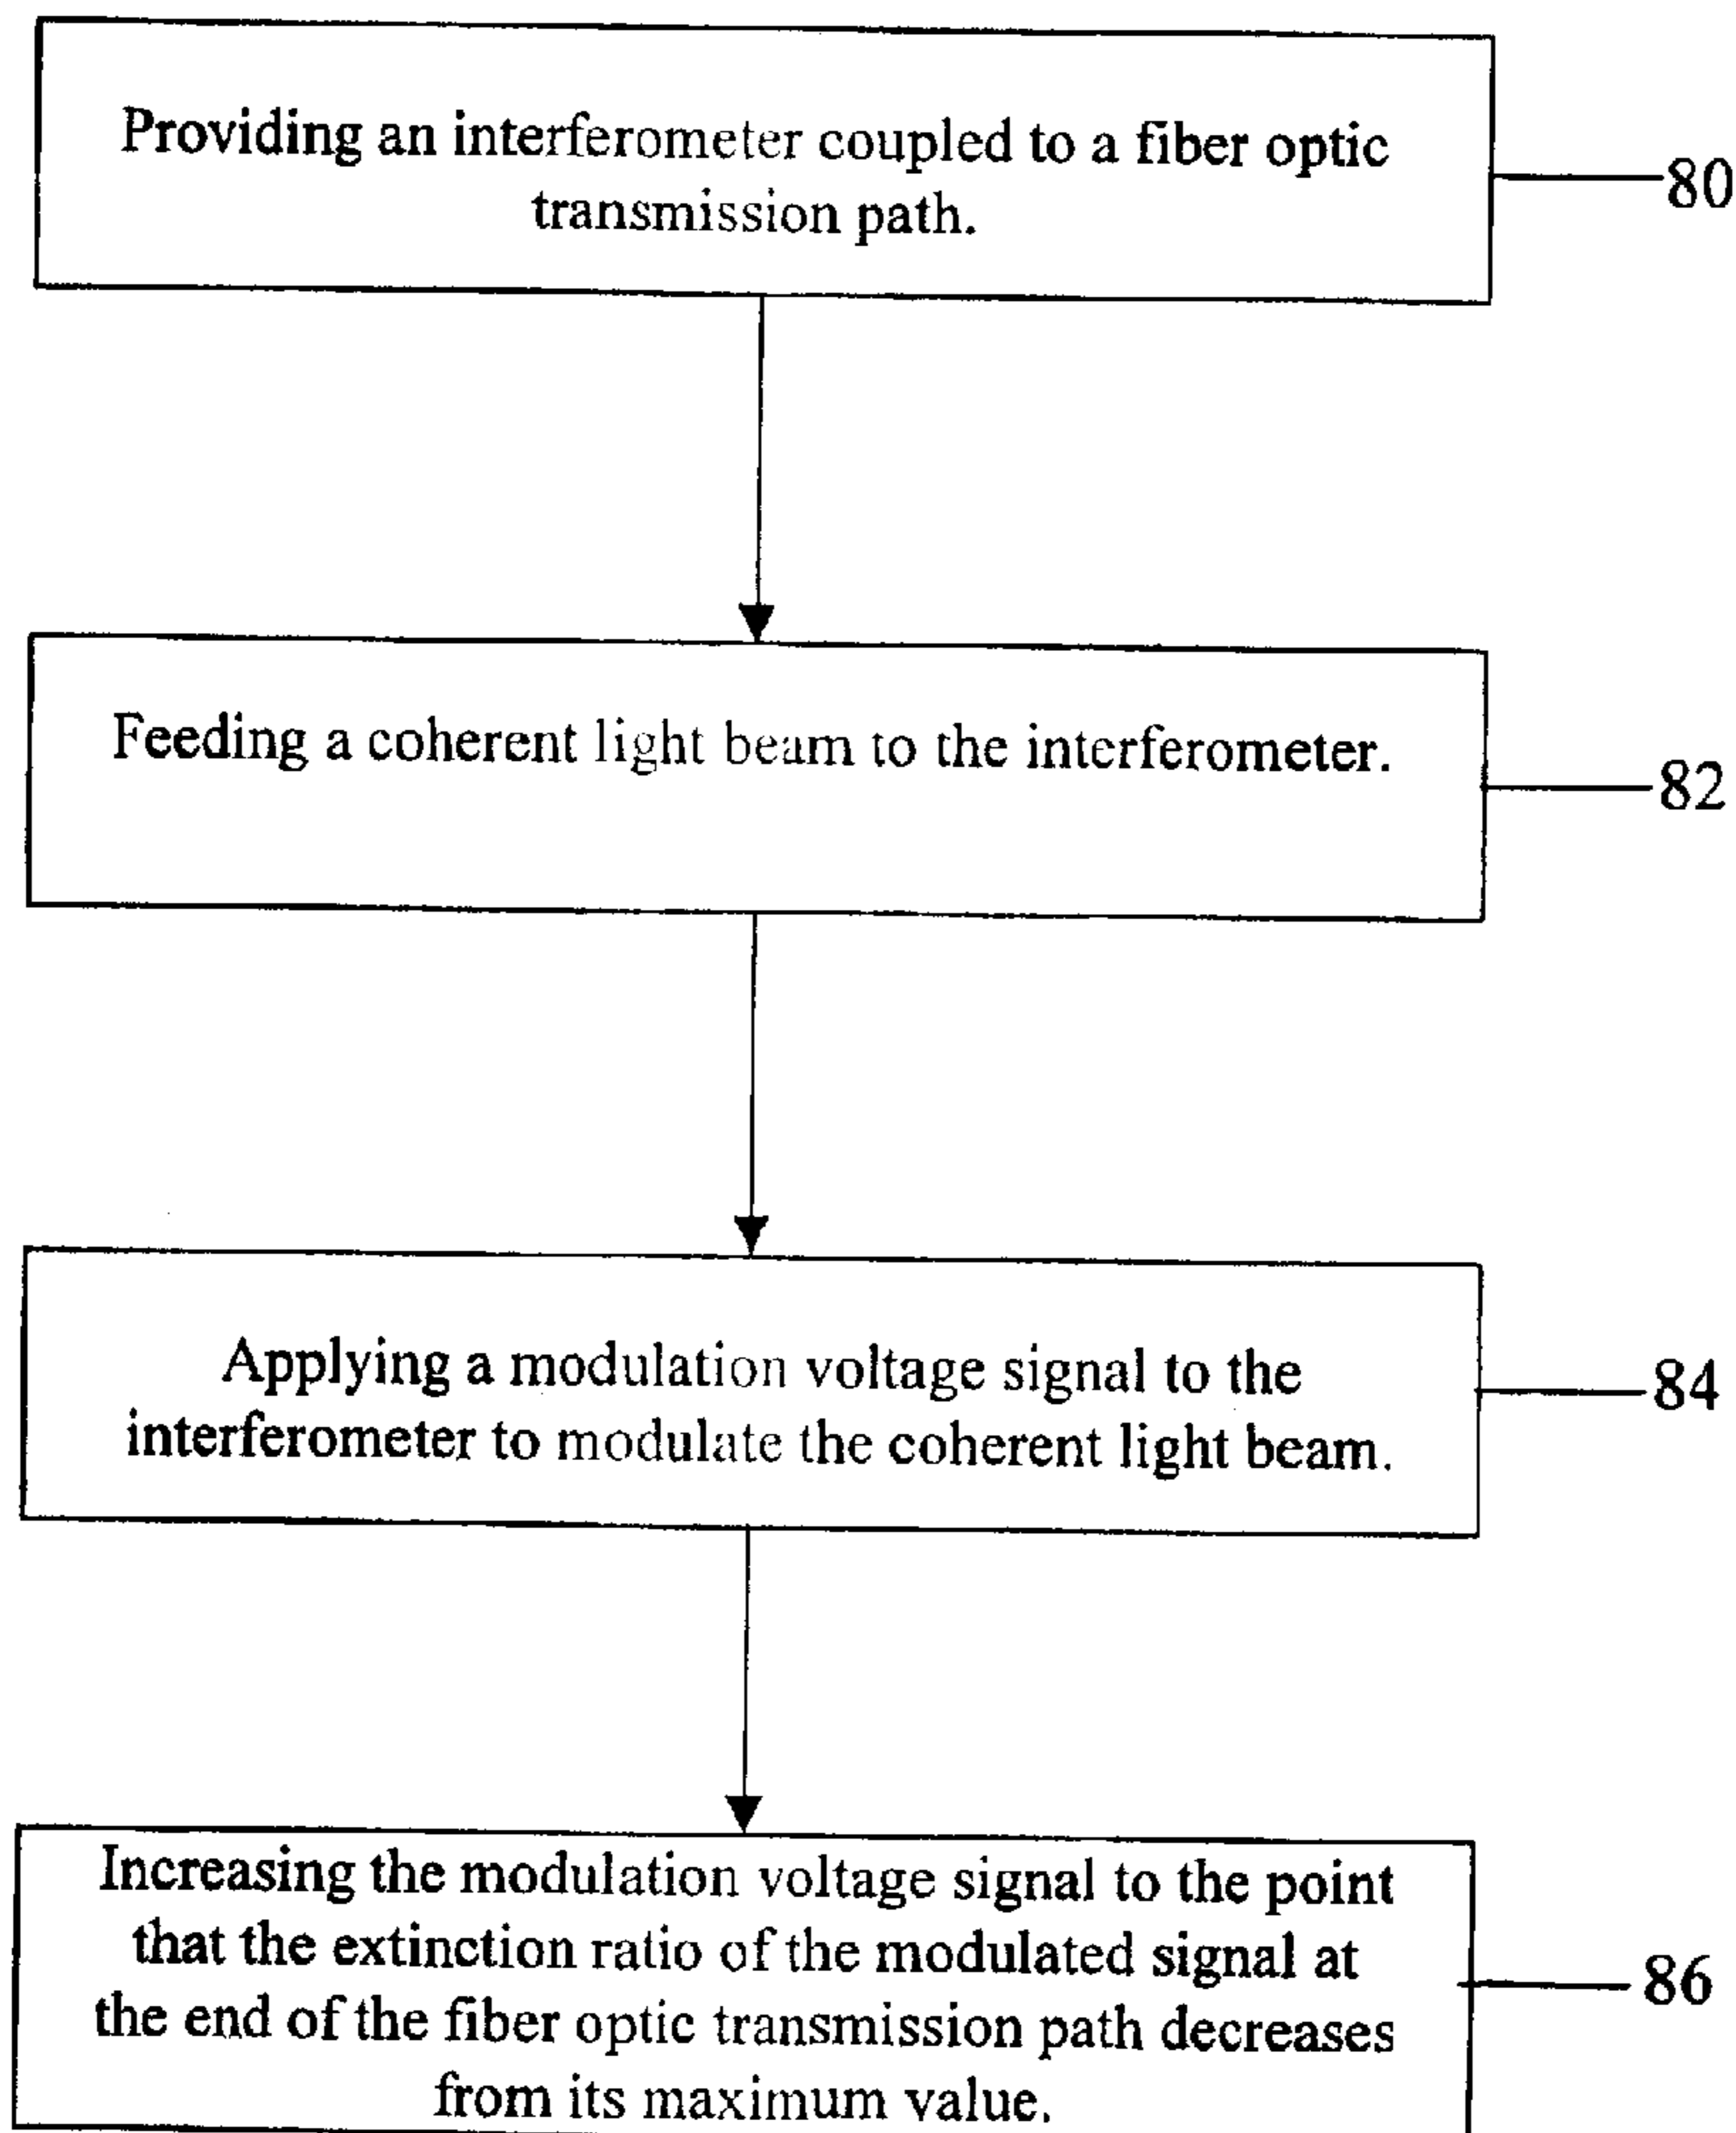 Providing an interferometer coupled to a fiber optic
transmission path.
80
Feeding a coherent light beam to the interferometer.
82
Applying a modulation voltage signal to the
interferometer to modulate the coherent light beam.
84
Increasing the modulation voltage signal to the point
that the extinction ratio of the modulated signal at
the end of the fiber optic transmission path decreases
from its maximum value.
86